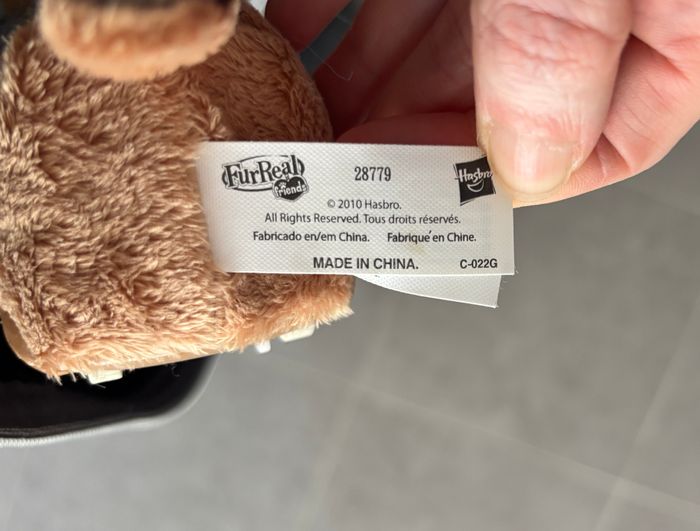 FurReal friends
28779
Hasbro
© 2010 Hasbro.
All Rights Reserved. Tous droits réservés.
Fabricado en/em China. Fabriqué en Chine.
MADE IN CHINA. C-022G